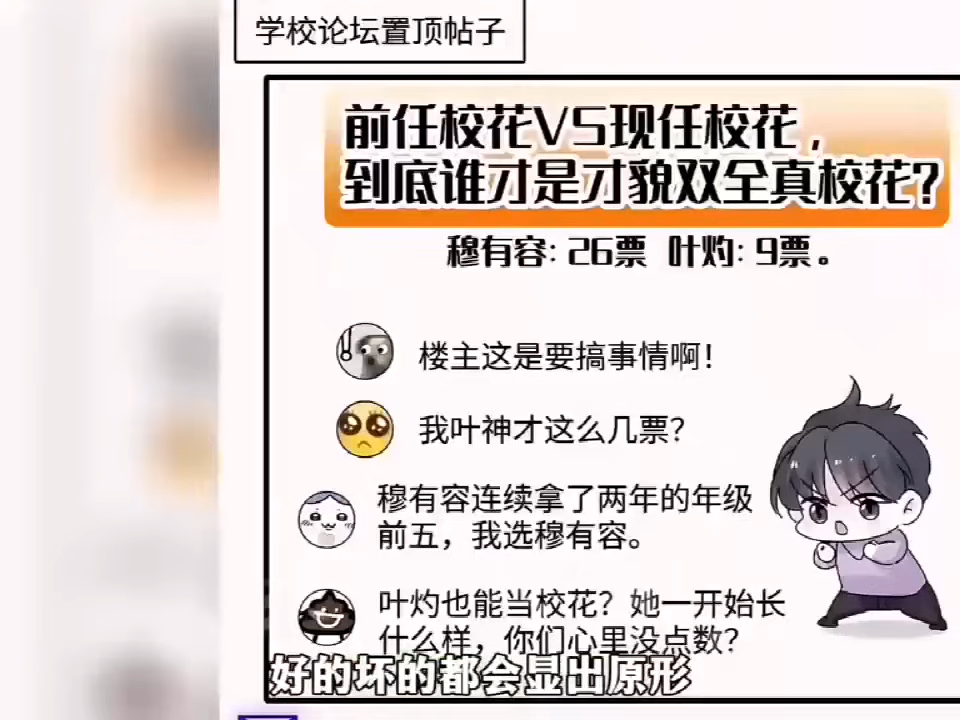 学校论坛置顶帖子
前任校花VS现任校花，
到底谁才是才貌双全真校花？
穆有容：26票 叶灼：9票。
楼主这是要搞事情啊！
我叶神才这么几票？
穆有容连续拿了两年的年级
前五，我选穆有容。
叶灼也能当校花？她一开始长
什么样，你们心里没点数？
好的坏的都会显出原形